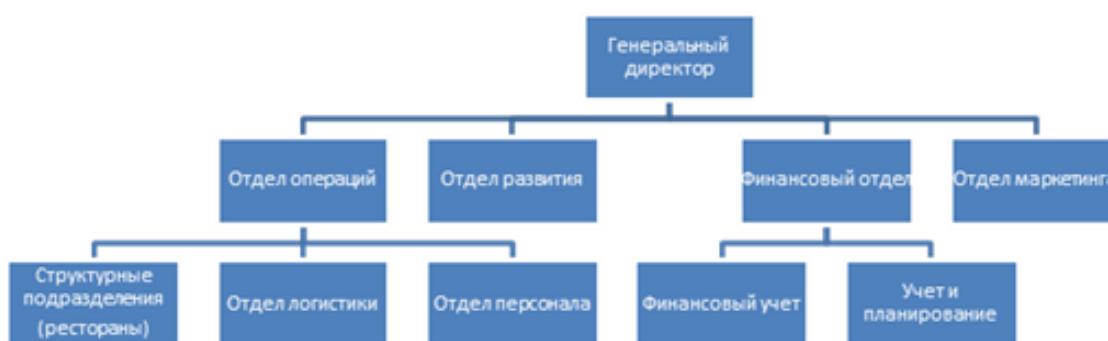 Генеральный
директор
Отдел операций
Отдел развития
Финансовый отдел
Отдел маркетинга
Структурные
подразделения
(рестораны)
Отдел логистики
Отдел персонала
Финансовый учет
Учет и
планирование